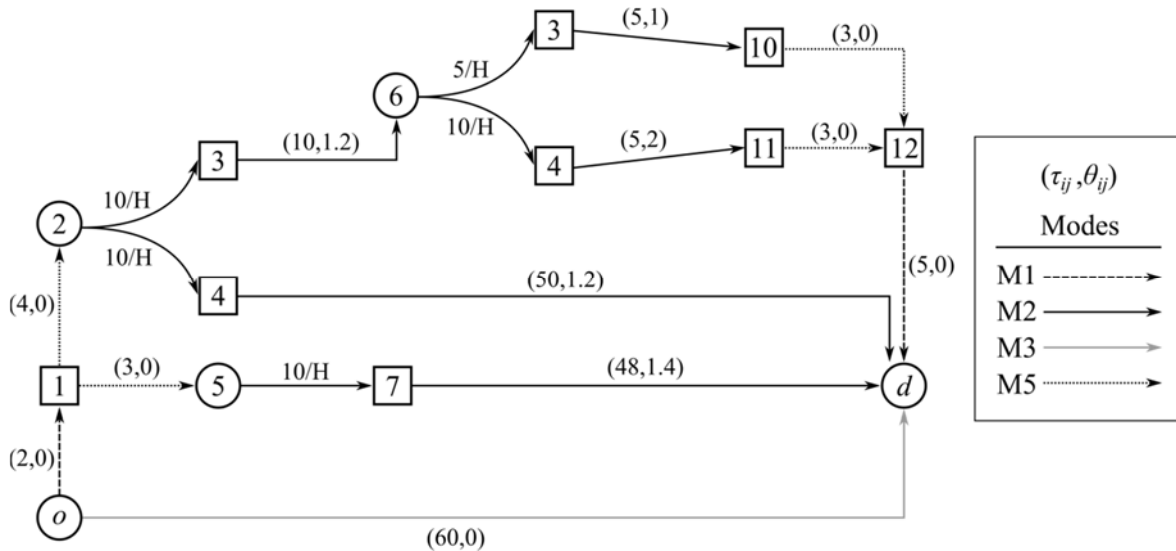 3
(5,1)
10
(3,0)
5/H
6
10/H
(10,1.2)
3
4
(5,2)
11
(3,0)
12
10/H
2
10/H
4
(50,1.2)
(5,0)
(4,0)
1
(3,0)
5
10/H
7
(48,1.4)
d
(2,0)
o
(60,0)
(τij ,θij)
Modes
M1
M2
M3
M5